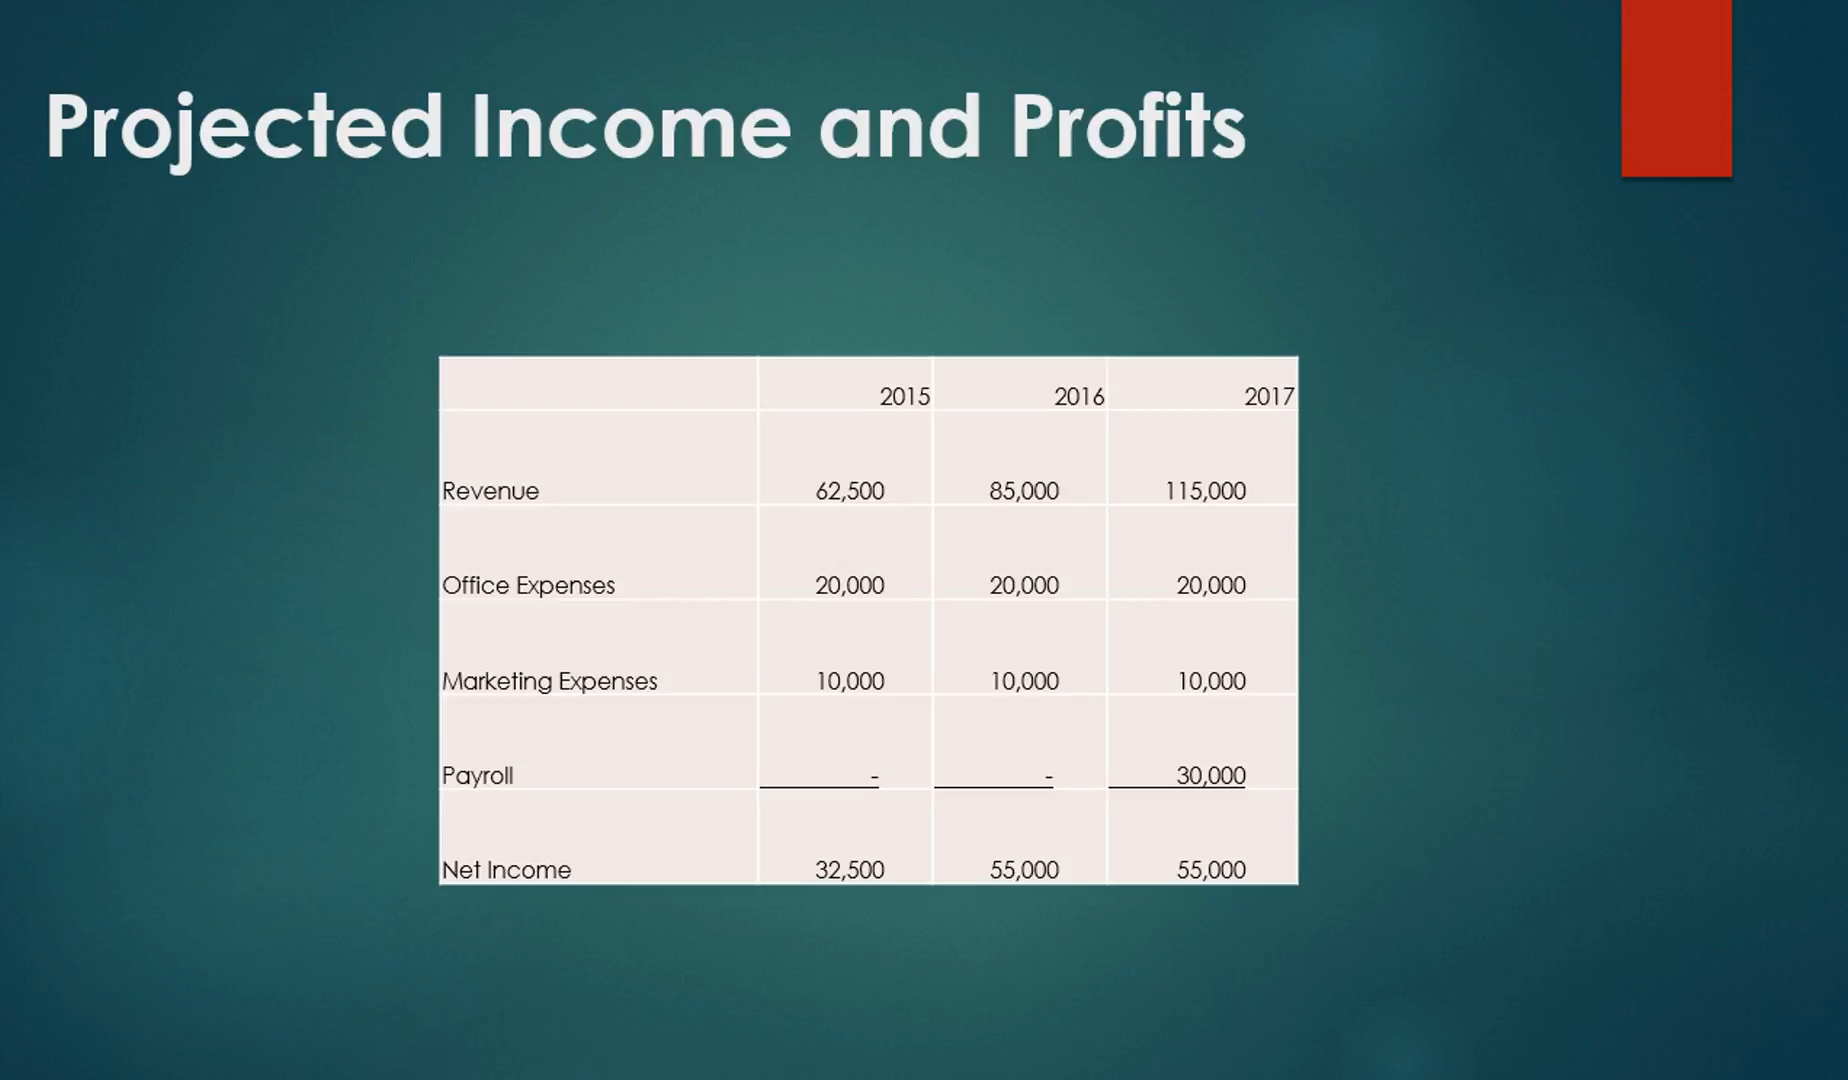 Projected Income and Profits
2015 2016 2017
Revenue 62,500 85,000 115,000
Office Expenses 20,000 20,000 20,000
Marketing Expenses 10,000 10,000 10,000
Payroll - - 30,000
Net Income 32,500 55,000 55,000